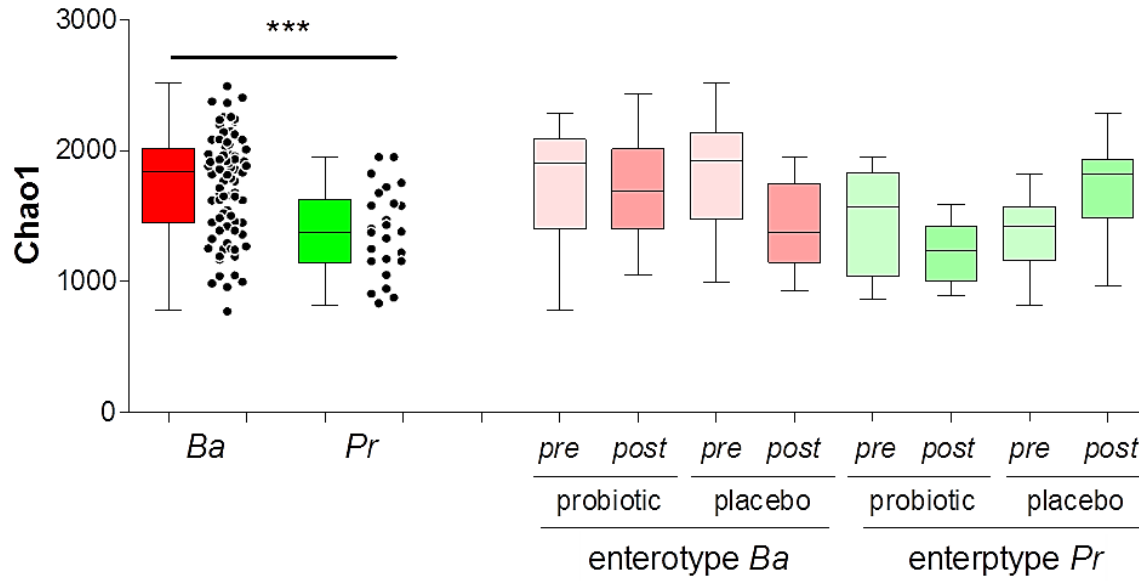 3000
***
2000
Chao1
1000
0
Ba Pr pre post pre post pre post pre post
probiotic placebo probiotic placebo
enterotype Ba enterptype Pr